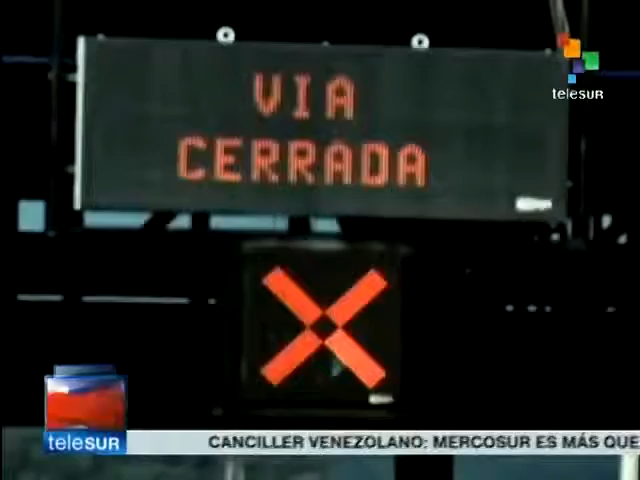 VIA
CERRADA
telesur
telesur
CANCILLER VENEZOLANO: MERCOSUR ES MÁS QUE